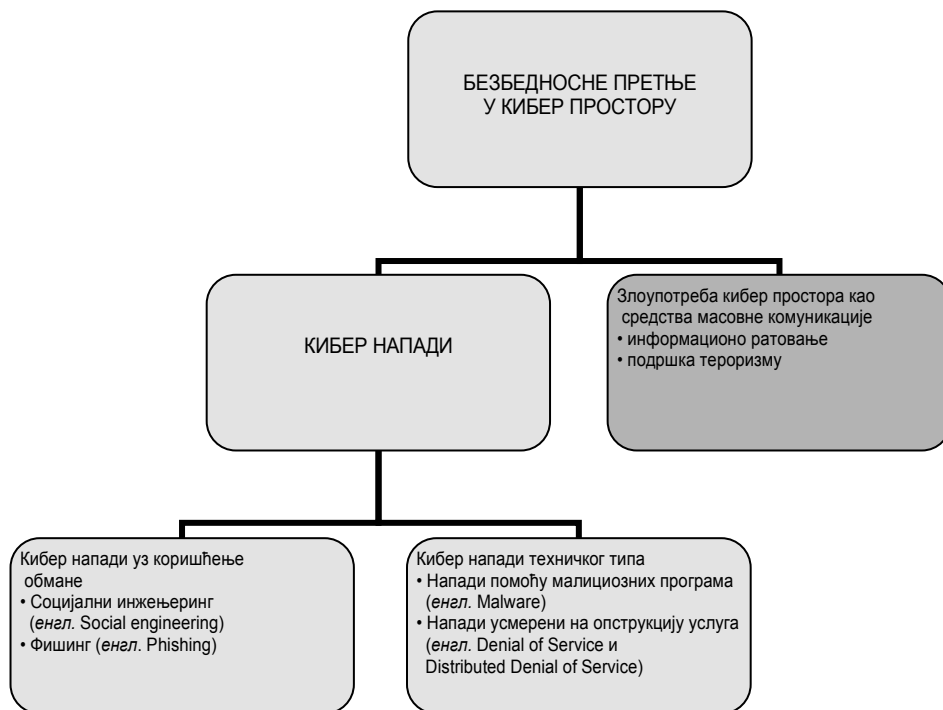 БЕЗБЕДНОСНЕ ПРЕТЊЕ
У КИБЕР ПРОСТОРУ
КИБЕР НАПАДИ
Злоупотреба кибер простора као
средства масовне комуникације
• информационо ратовање
• подршка тероризму
Кибер напади уз коришћење
обмане
• Социјални инжењеринг
(енгл. Social engineering)
• Фишинг (енгл. Phishing)
Кибер напади техничког типа
• Напади помоћу малициозних програма
(енгл. Malware)
• Напади усмерени на опструкцију услуга
(енгл. Denial of Service и
Distributed Denial of Service)